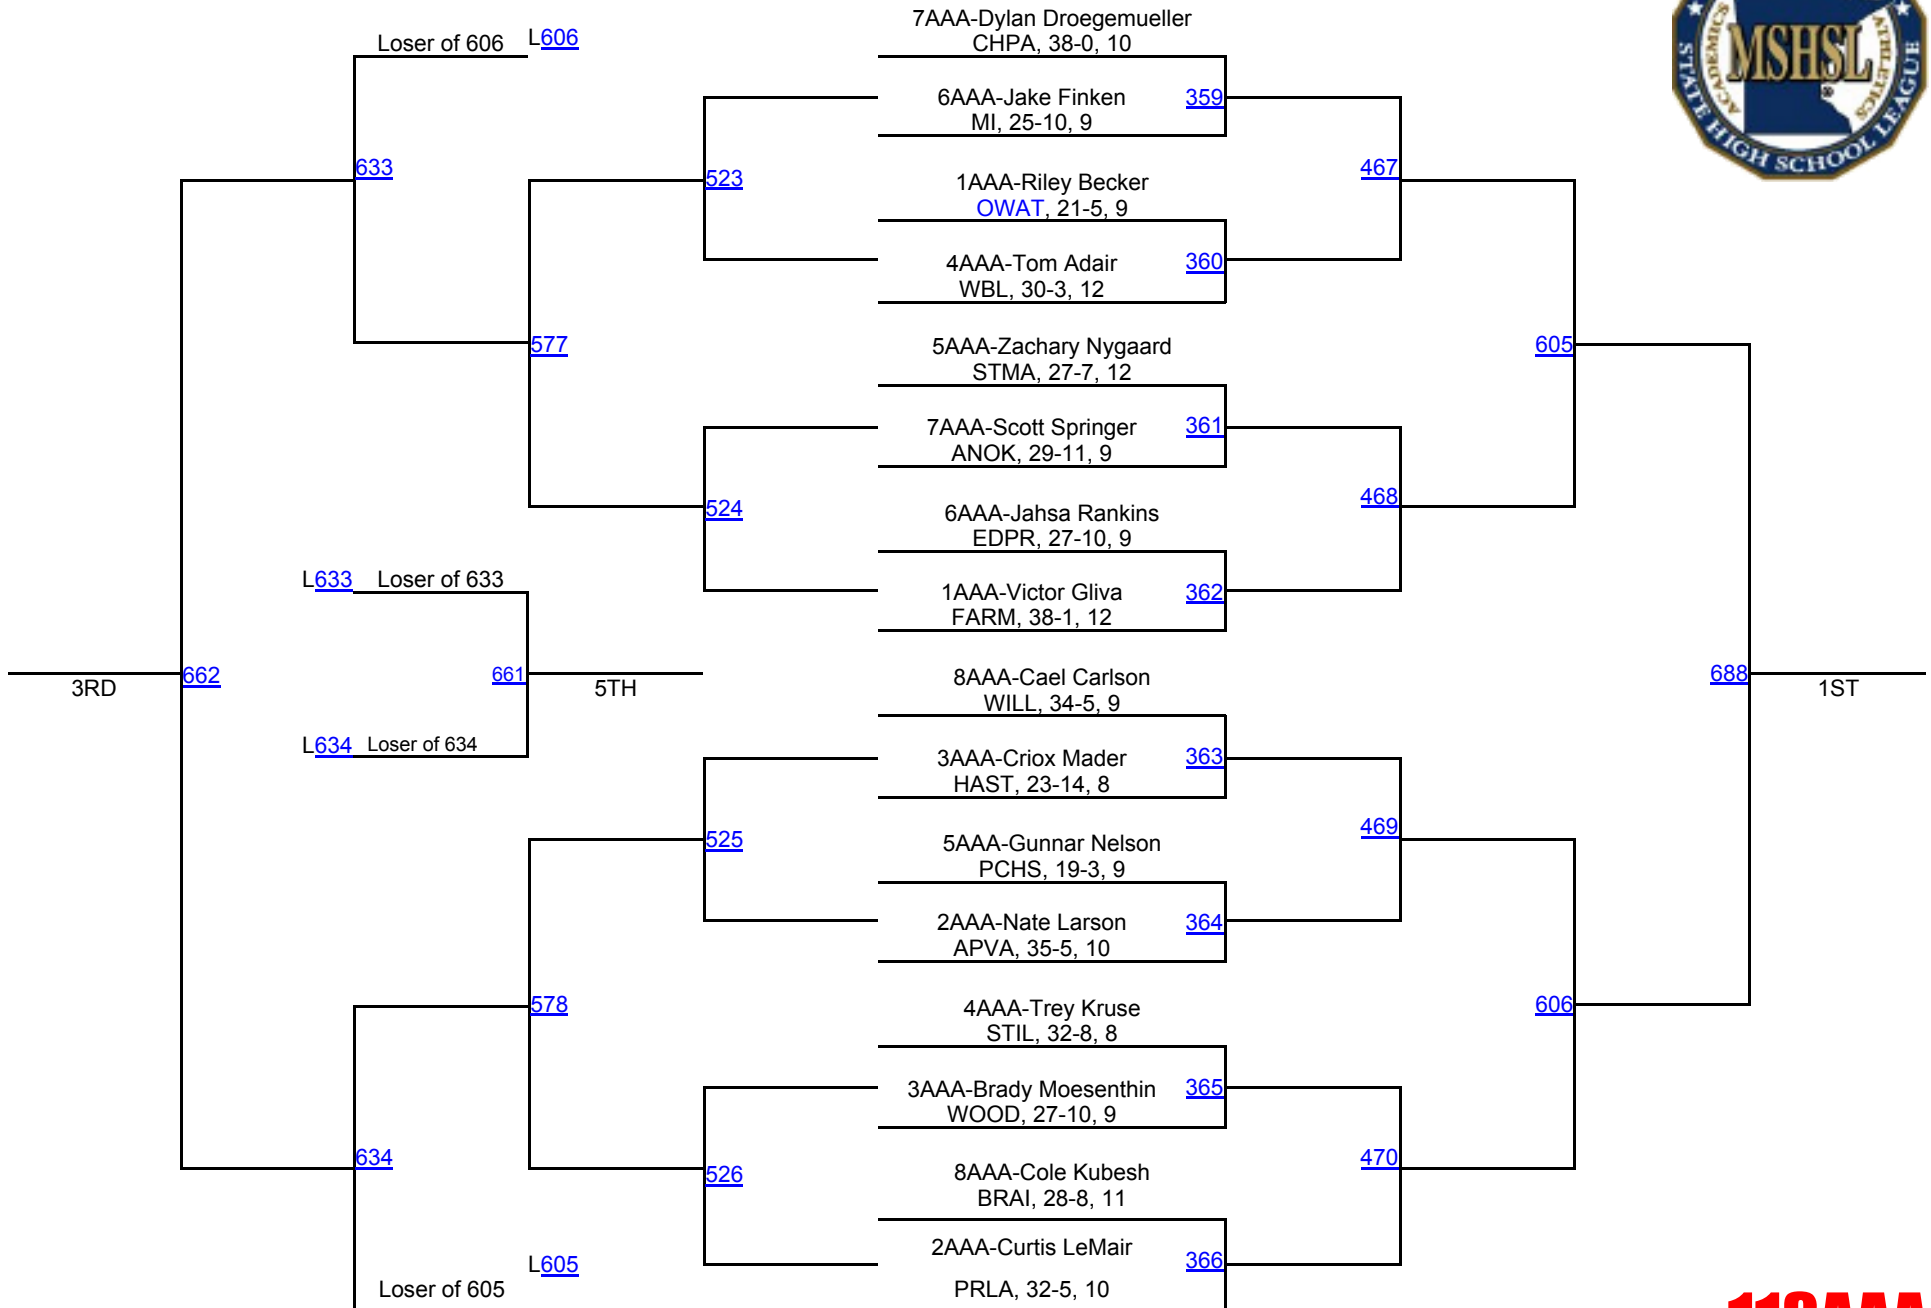 7AAA-Dylan Droegemueller
CHPA, 38-0, 10
Loser of 606 L606
6AAA-Jake Finken 359
MI, 25-10, 9
ACADEMICS ATHLETICS
MSHSL
STATE HIGH SCHOOL LEAGUE
633
523
467
1AAA-Riley Becker
OWAT, 21-5, 9
4AAA-Tom Adair 360
WBL, 30-3, 12
577
605
5AAA-Zachary Nygaard
STMA, 27-7, 12
7AAA-Scott Springer 361
ANOK, 29-11, 9
524
468
6AAA-Jahsa Rankins
EDPR, 27-10, 9
L633 Loser of 633
1AAA-Victor Gliva 362
FARM, 38-1, 12
662
661
688
3RD
5TH
1ST
8AAA-Cael Carlson
WILL, 34-5, 9
L634 Loser of 634
3AAA-Criox Mader 363
HAST, 23-14, 8
525
469
5AAA-Gunnar Nelson
PCHS, 19-3, 9
2AAA-Nate Larson 364
APVA, 35-5, 10
578
606
4AAA-Trey Kruse
STIL, 32-8, 8
3AAA-Brady Moesenthin 365
WOOD, 27-10, 9
634
526
470
8AAA-Cole Kubesh
BRAI, 28-8, 11
2AAA-Curtis LeMair 366
L605
Loser of 605
PRLA, 32-5, 10